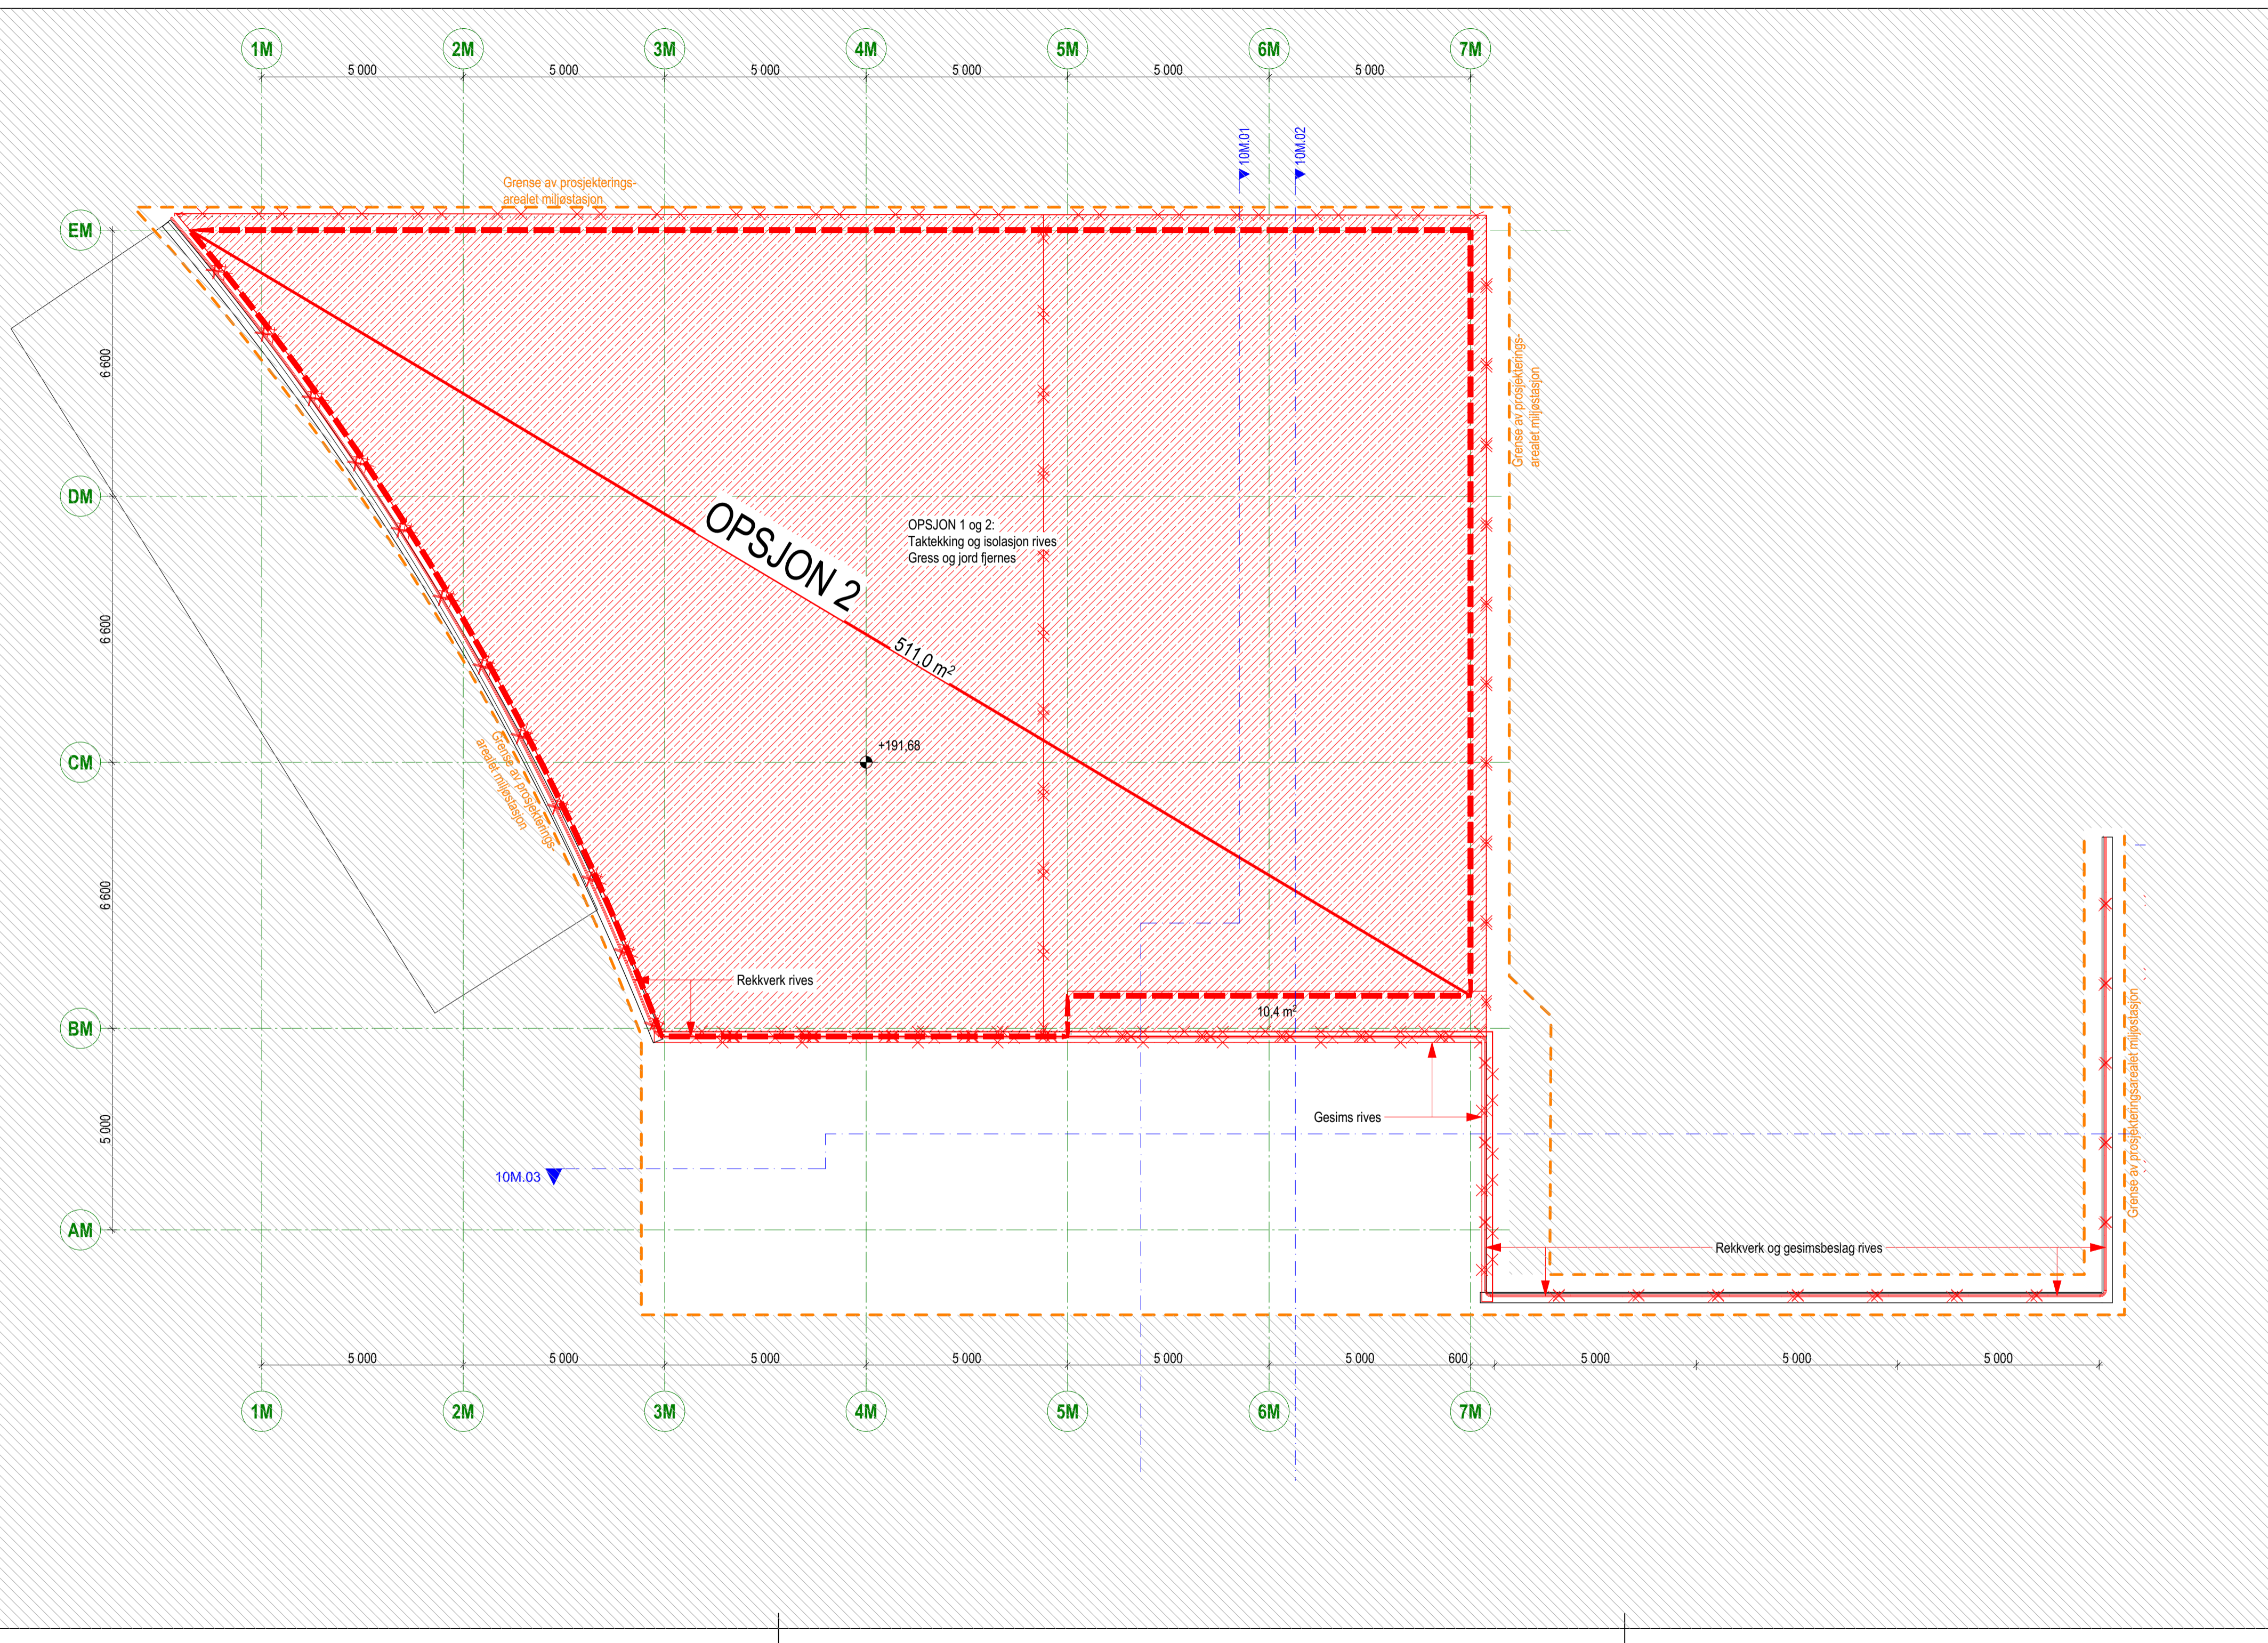 1M
2M
3M
4M
5M
6M
7M
5 000
5 000
5 000
5 000
5 000
5 000
10M.01
10M.02
Grense av prosjekterings-
arealet miljøstasjon
EM
6 600
Grense av prosjekterings-
arealet miljøstasjon
DM
OPSJON 2
OPSJON 1 og 2:
Taktekking og isolasjon rives
Gress og jord fjernes
6 600
511,0 m²
CM
+191,68
Grense av prosjekterings-
arealet miljøstasjon
6 600
Rekkverk rives
10,4 m²
BM
Grense av prosjekteringsarealet miljøstasjon
Gesims rives
5 000
10M.03
AM
Rekkverk og gesimsbeslag rives
5 000
5 000
5 000
5 000
5 000
5 000
600
5 000
5 000
5 000
1M
2M
3M
4M
5M
6M
7M